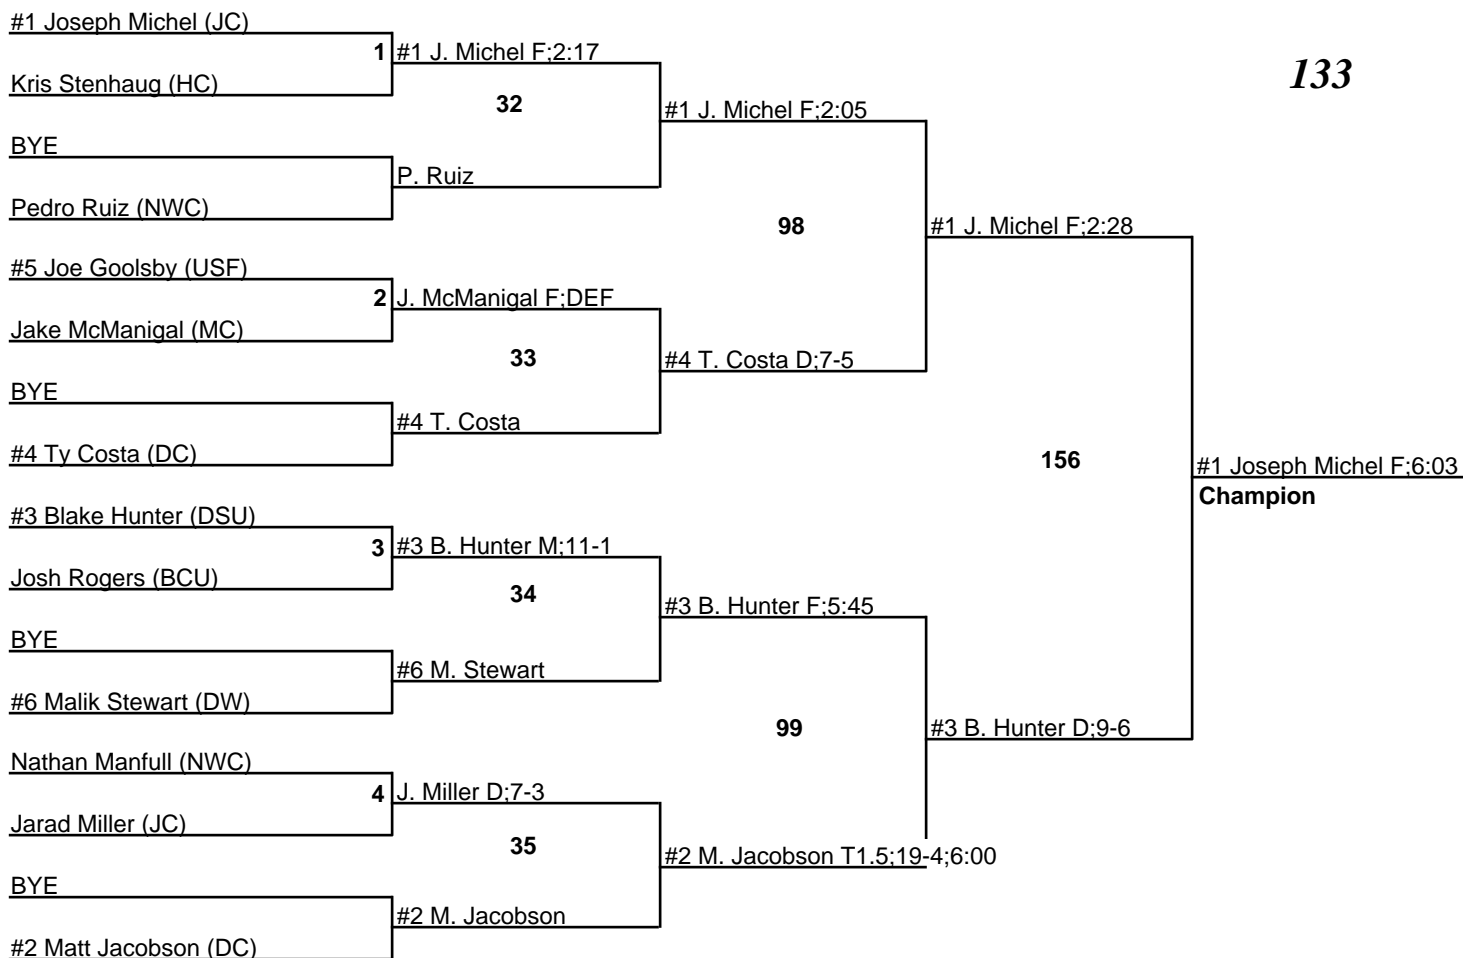 #1 Joseph Michel (JC)
1 #1 J. Michel F;2:17
133
Kris Stenhaug (HC)
32
#1 J. Michel F;2:05
BYE
P. Ruiz
Pedro Ruiz (NWC)
98
#1 J. Michel F;2:28
#5 Joe Goolsby (USF)
2 J. McManigal F;DEF
Jake McManigal (MC)
33
#4 T. Costa D;7-5
BYE
#4 T. Costa
#4 Ty Costa (DC)
156
#1 Joseph Michel F;6:03
Champion
#3 Blake Hunter (DSU)
3 #3 B. Hunter M;11-1
Josh Rogers (BCU)
34
#3 B. Hunter F;5:45
BYE
#6 M. Stewart
#6 Malik Stewart (DW)
99
#3 B. Hunter D;9-6
Nathan Manfull (NWC)
4 J. Miller D;7-3
Jarad Miller (JC)
35
#2 M. Jacobson T1.5;19-4;6:00
BYE
#2 M. Jacobson
#2 Matt Jacobson (DC)